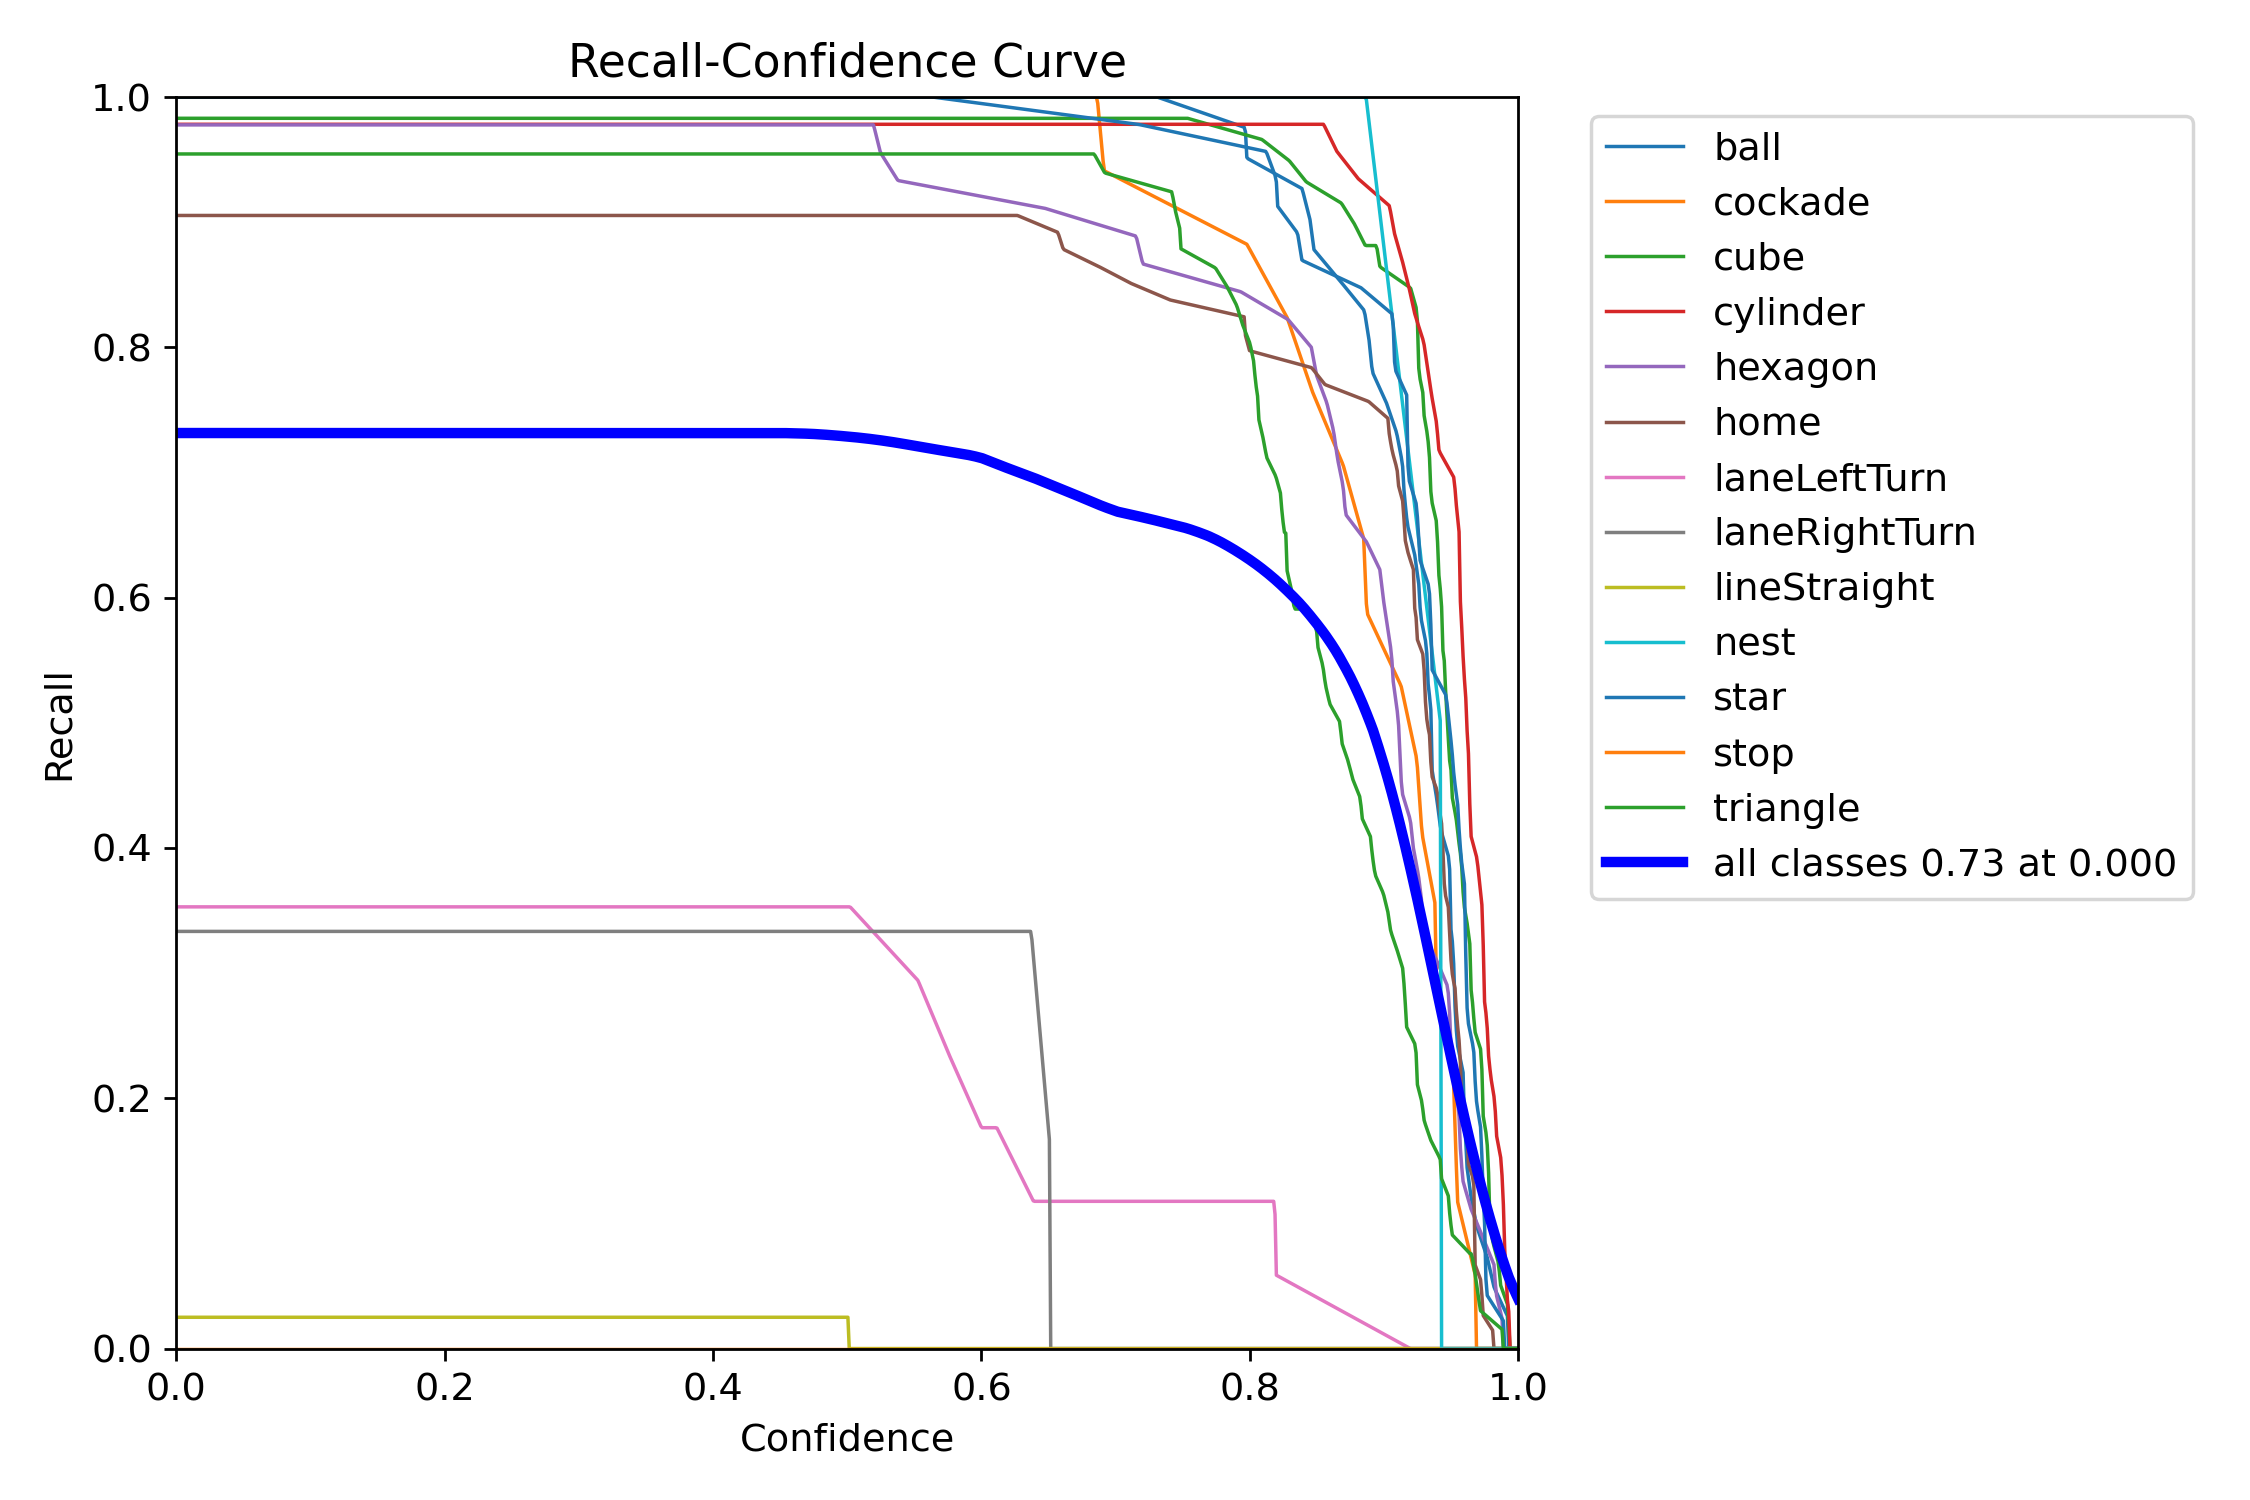 Recall-Confidence Curve
1.0
0.8
0.6
0.4
0.2
0.0
Recall
0.0 0.2 0.4 0.6 0.8 1.0
Confidence
ball
cockade
cube
cylinder
hexagon
home
laneLeftTurn
laneRightTurn
lineStraight
nest
star
stop
triangle
all classes 0.73 at 0.000